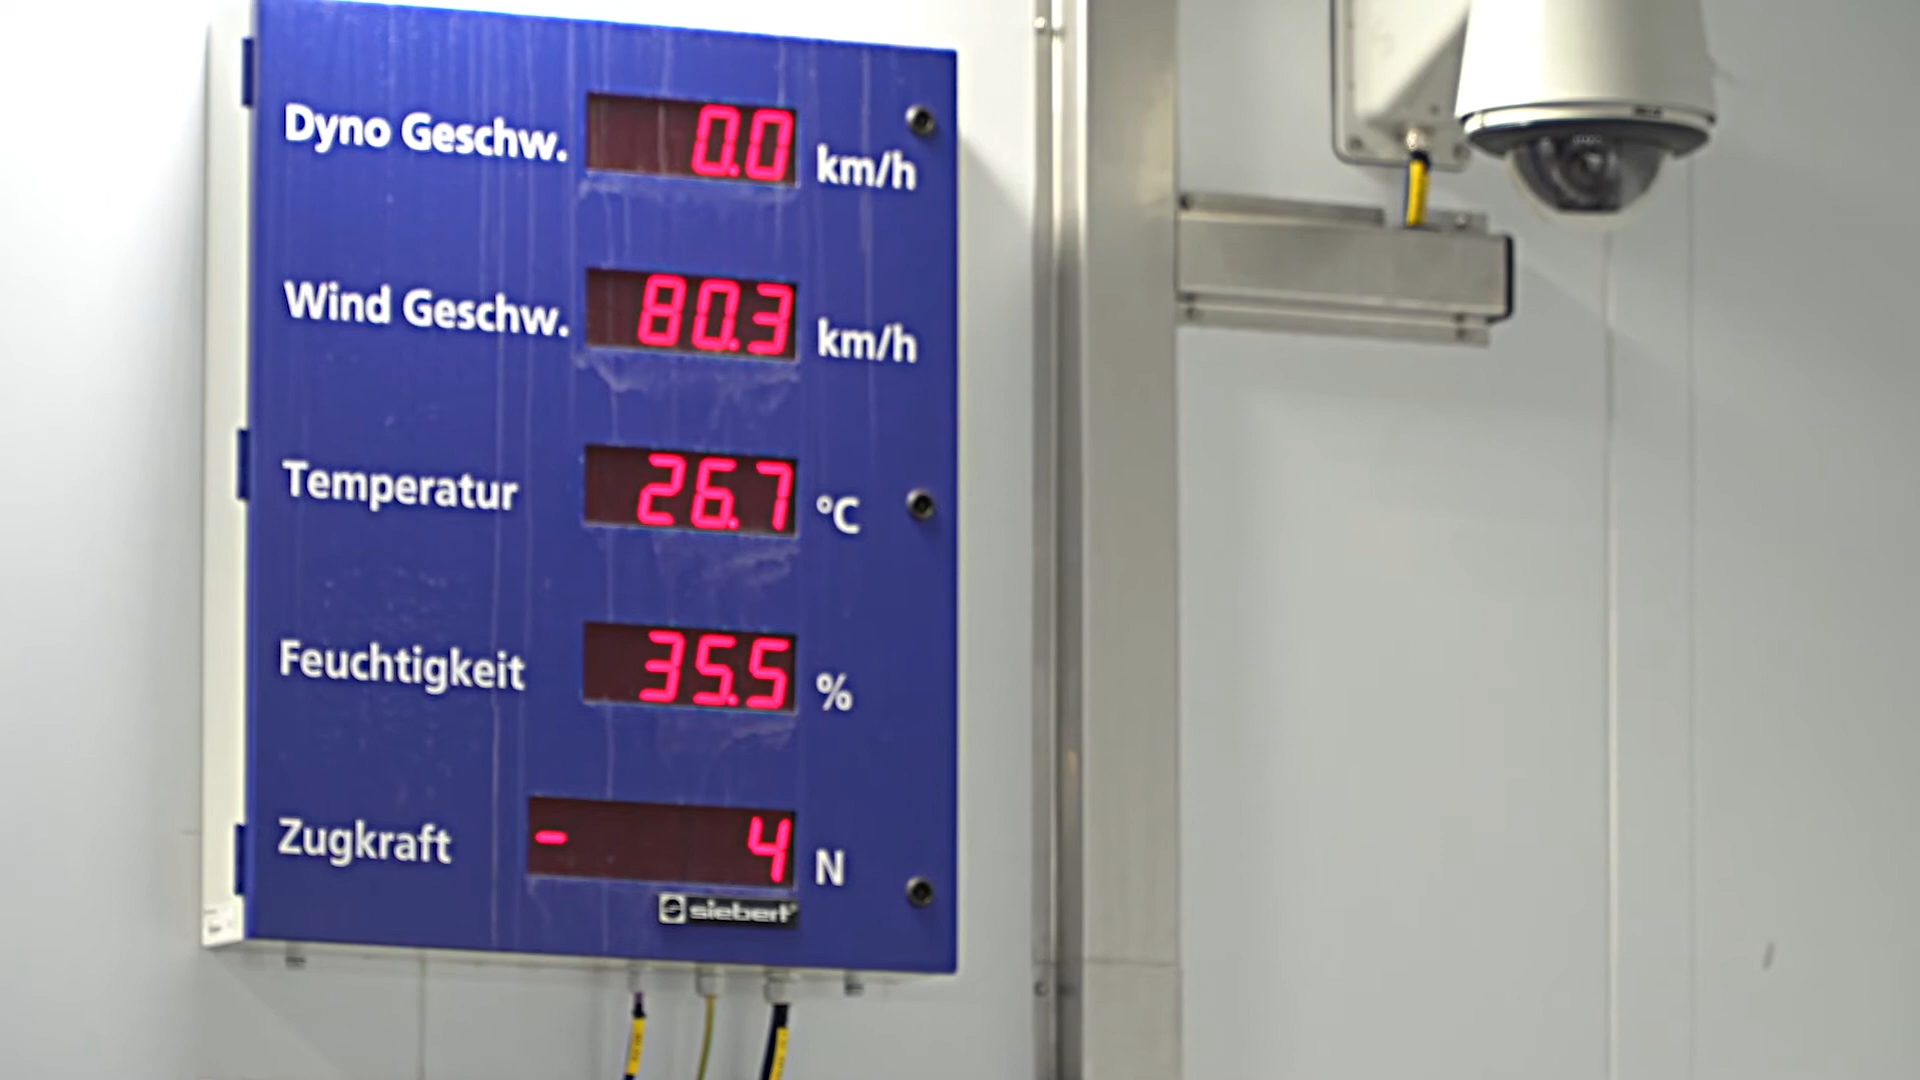 Dyno Geschw. 0.0 km/h
Wind Geschw. 80.3 km/h
Temperatur 26.7 °C
Feuchtigkeit 35.5 %
Zugkraft - 4 N
siebert